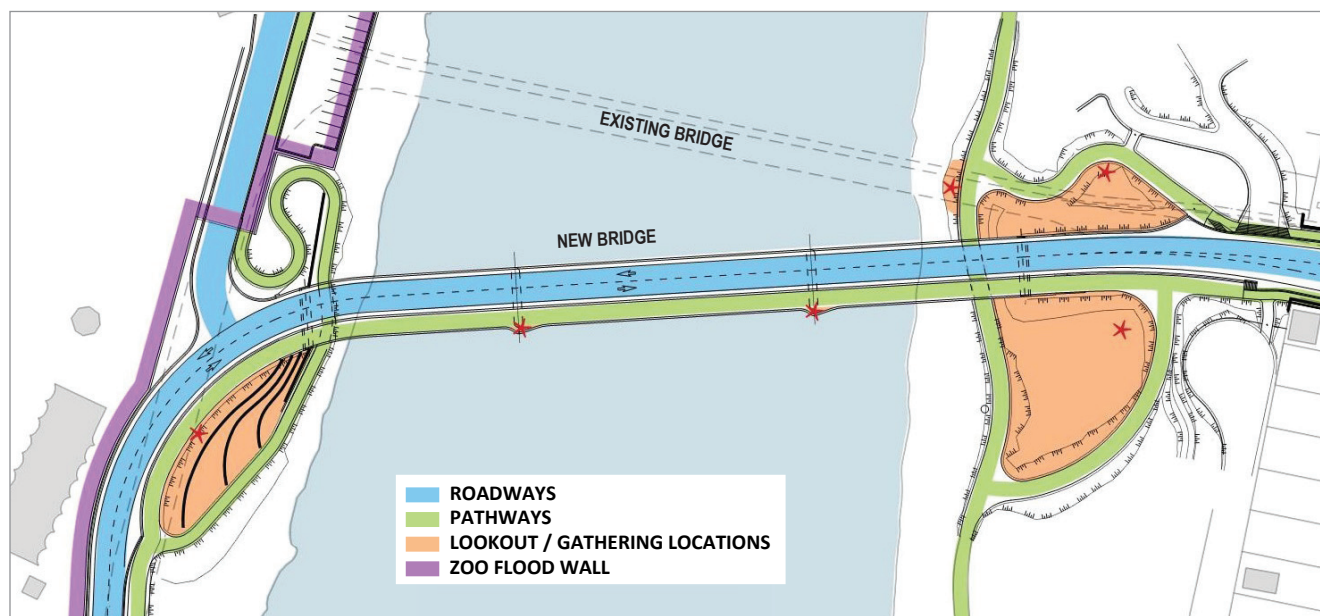 EXISTING BRIDGE
NEW BRIDGE
ROADWAYS
PATHWAYS
LOOKOUT / GATHERING LOCATIONS
ZOO FLOOD WALL